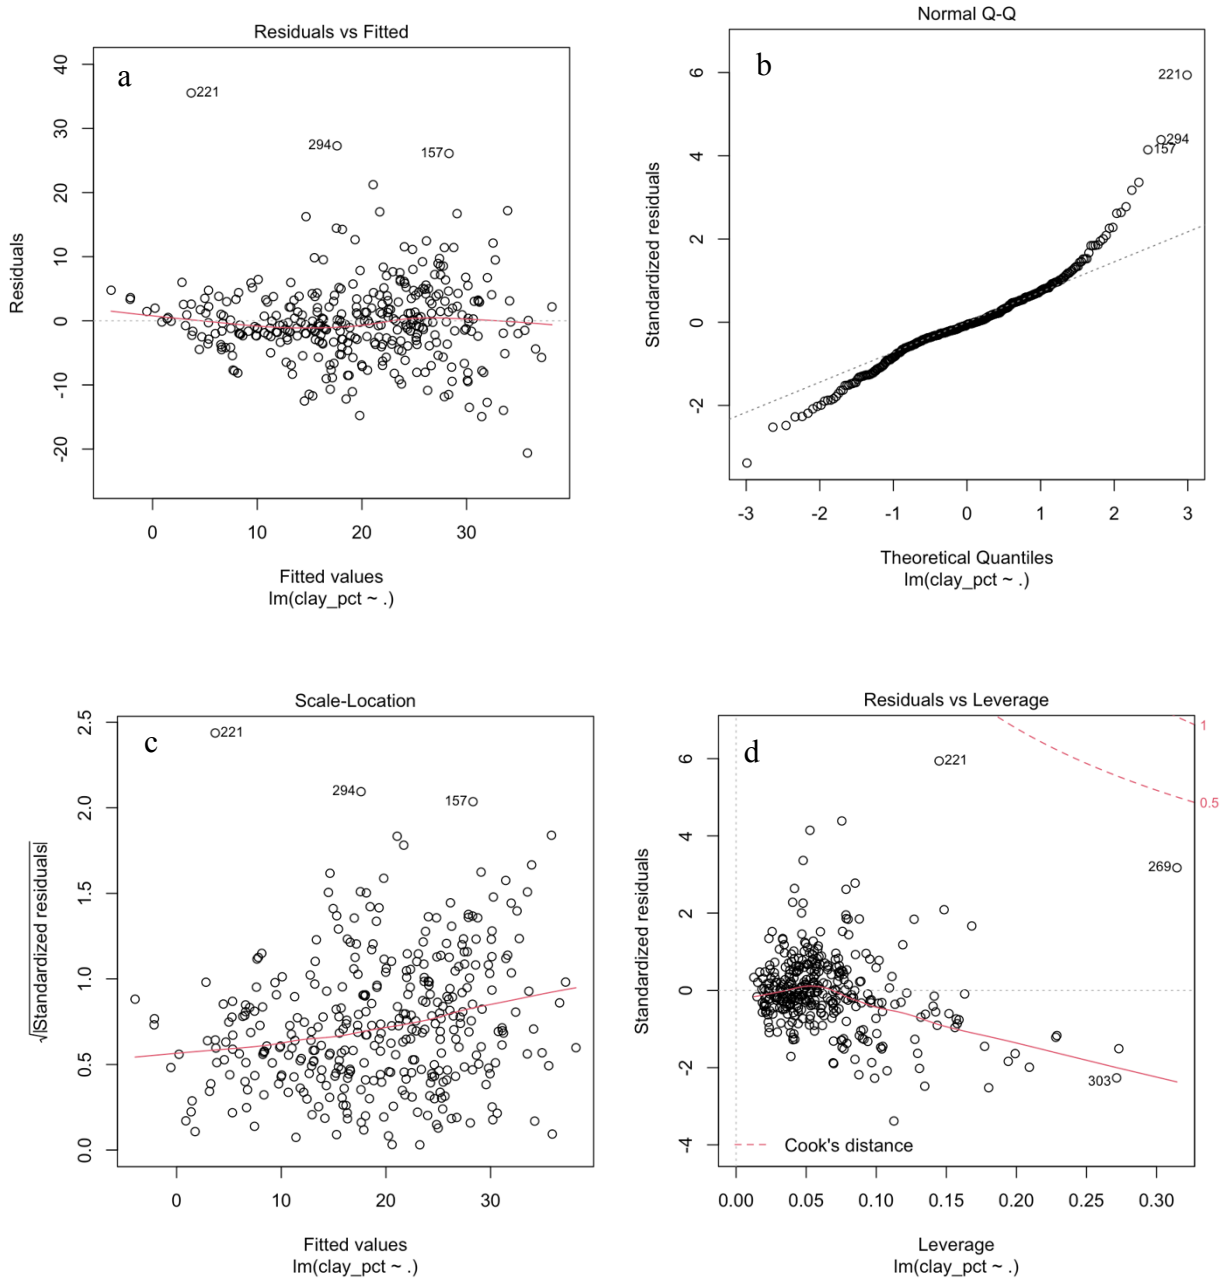 Residuals vs Fitted
a
Residuals
40
30
20
10
0
-10
-20
221
294
157
0 10 20 30
Fitted values
lm(clay_pct ~ .)
Normal Q-Q
b
Standardized residuals
6
4
2
0
-2
221
294
157
-3 -2 -1 0 1 2 3
Theoretical Quantiles
lm(clay_pct ~ .)
Scale-Location
c
√|Standardized residuals|
2.5
2.0
1.5
1.0
0.5
0.0
221
294
157
0 10 20 30
Fitted values
lm(clay_pct ~ .)
Residuals vs Leverage
d
Standardized residuals
6
4
2
0
-2
-4
221
269
303
1
0.5
Cook's distance
0.00 0.05 0.10 0.15 0.20 0.25 0.30
Leverage
lm(clay_pct ~ .)